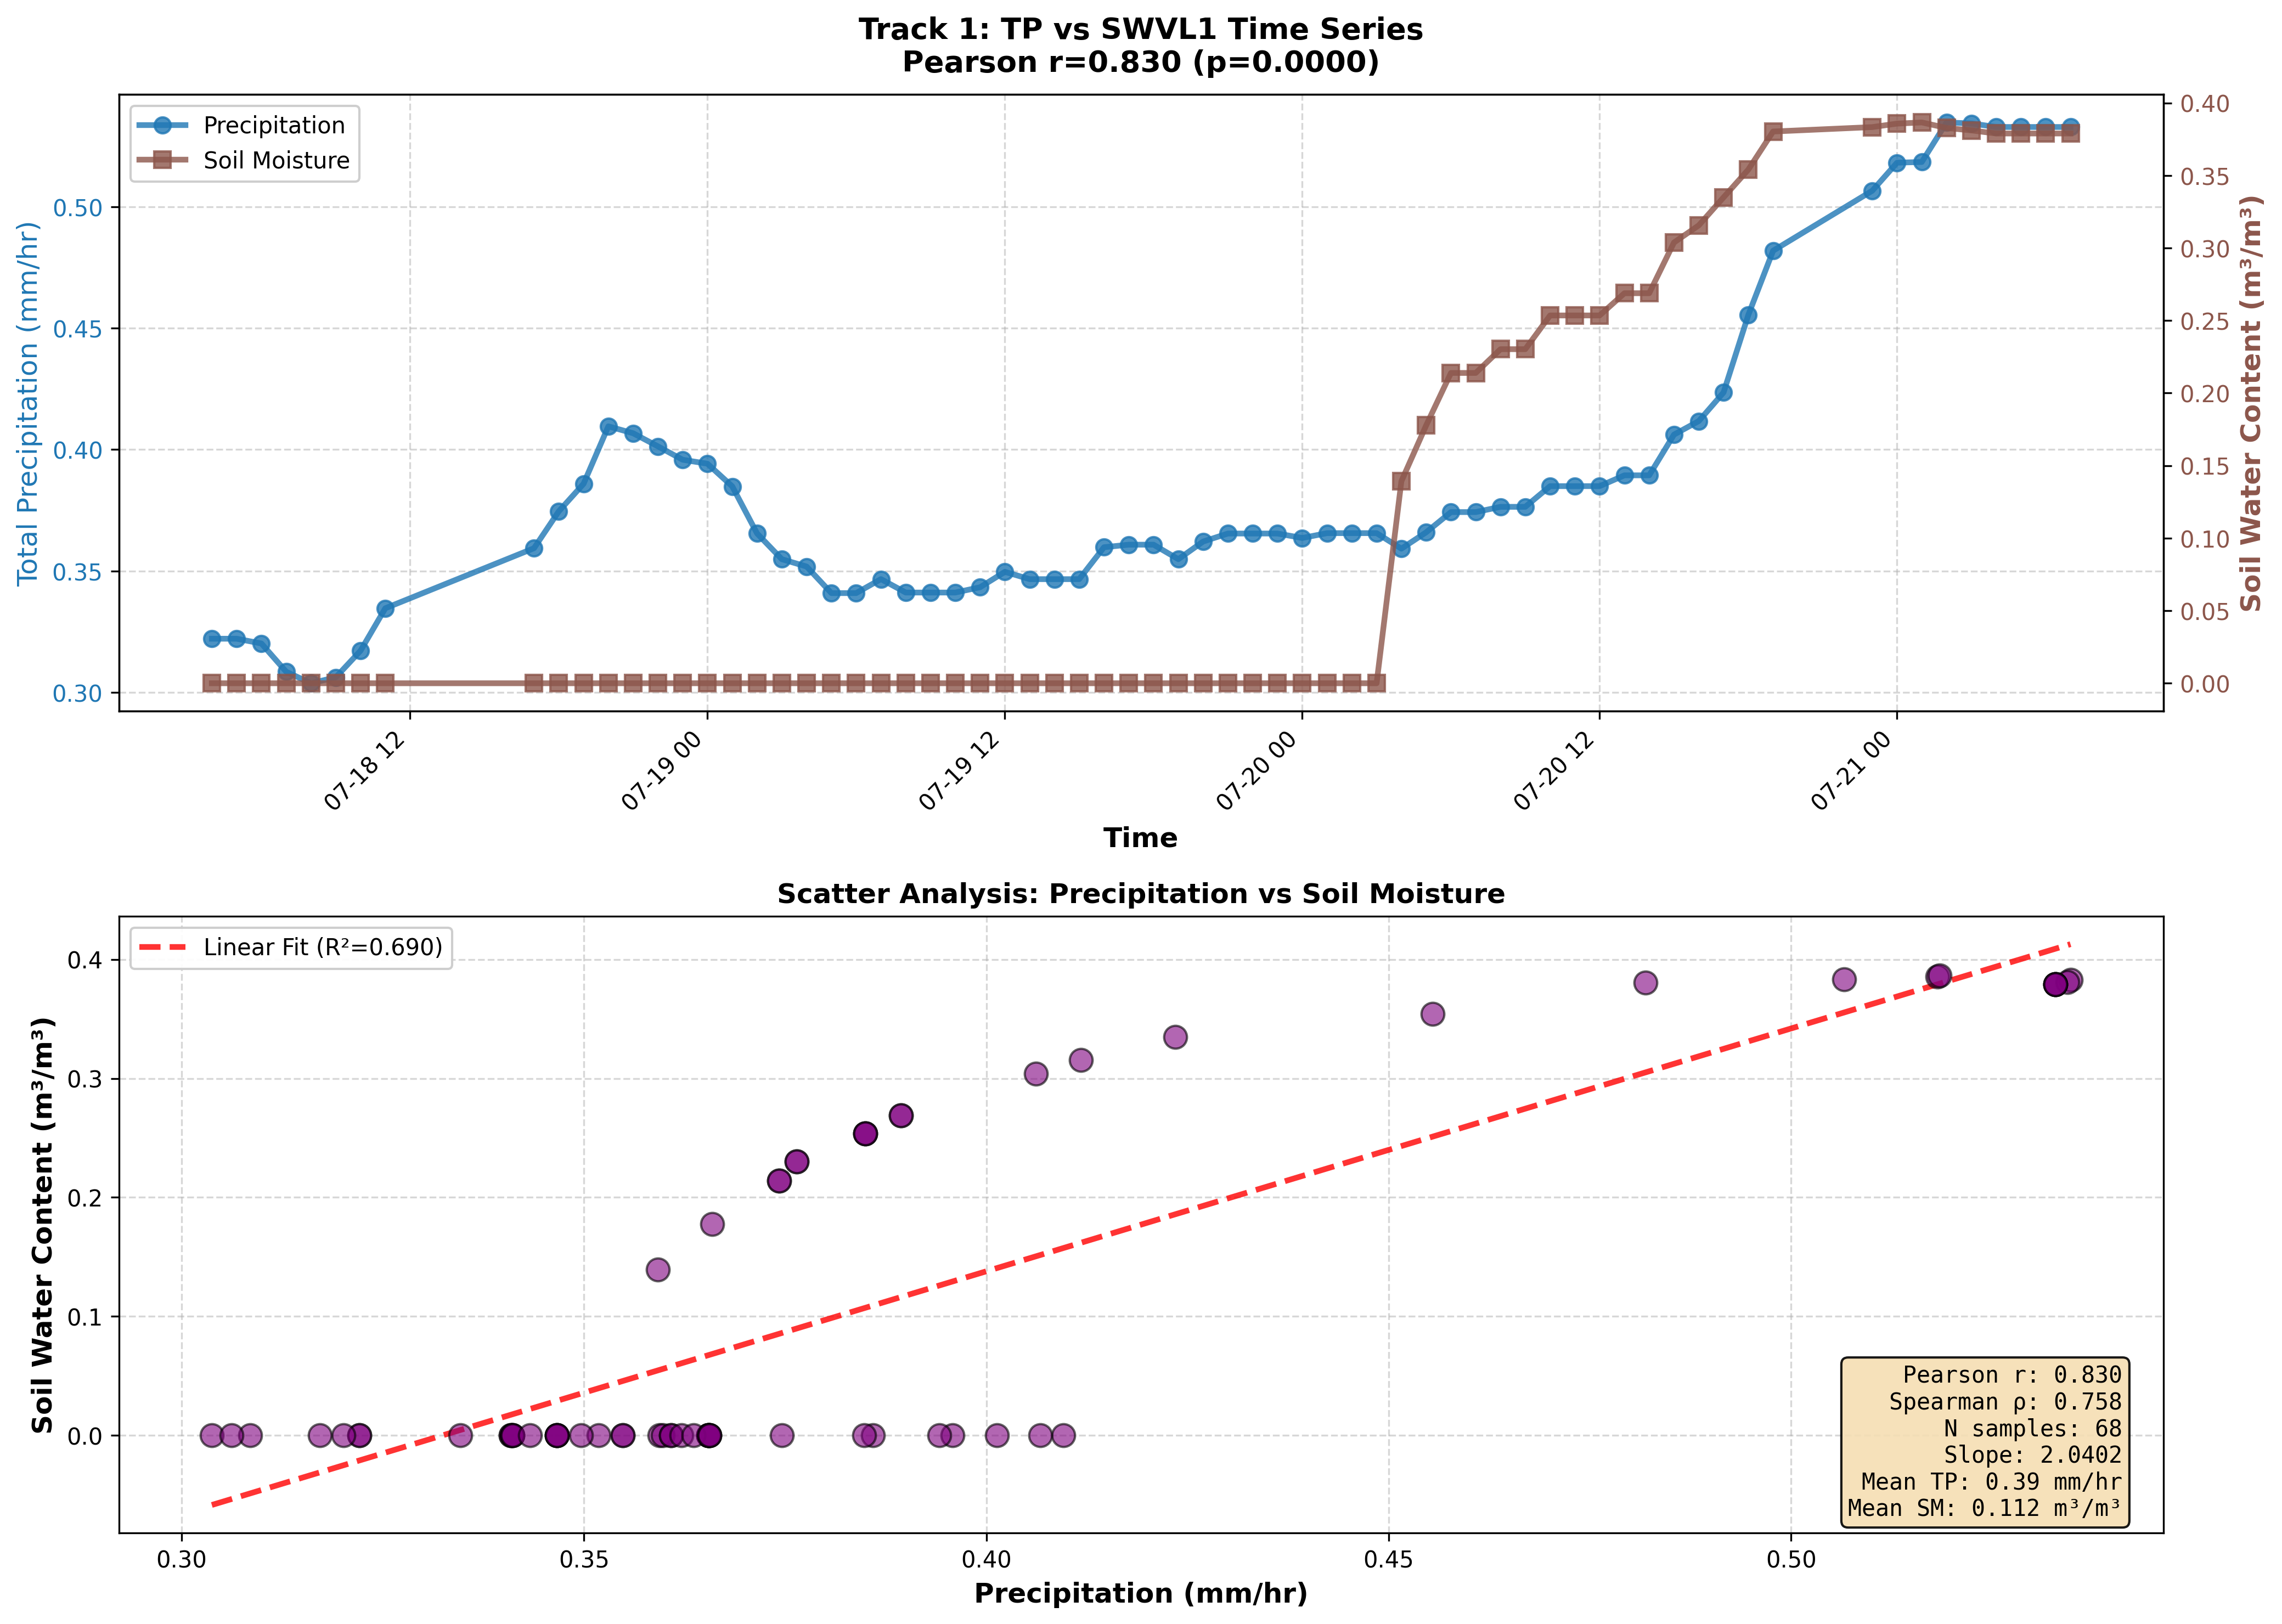 Track 1: TP vs SWVL1 Time Series
Pearson r=0.830 (p=0.0000)
Precipitation
Soil Moisture
Total Precipitation (mm/hr)
0.50
0.45
0.40
0.35
0.30
Soil Water Content (m³/m³)
0.40
0.35
0.30
0.25
0.20
0.15
0.10
0.05
0.00
07-18 12
07-19 00
07-19 12
07-20 00
07-20 12
07-21 00
Time
Scatter Analysis: Precipitation vs Soil Moisture
Linear Fit (R²=0.690)
Soil Water Content (m³/m³)
0.4
0.3
0.2
0.1
0.0
Pearson r: 0.830
Spearman ρ: 0.758
N samples: 68
Slope: 2.0402
Mean TP: 0.39 mm/hr
Mean SM: 0.112 m³/m³
0.30
0.35
0.40
0.45
0.50
Precipitation (mm/hr)